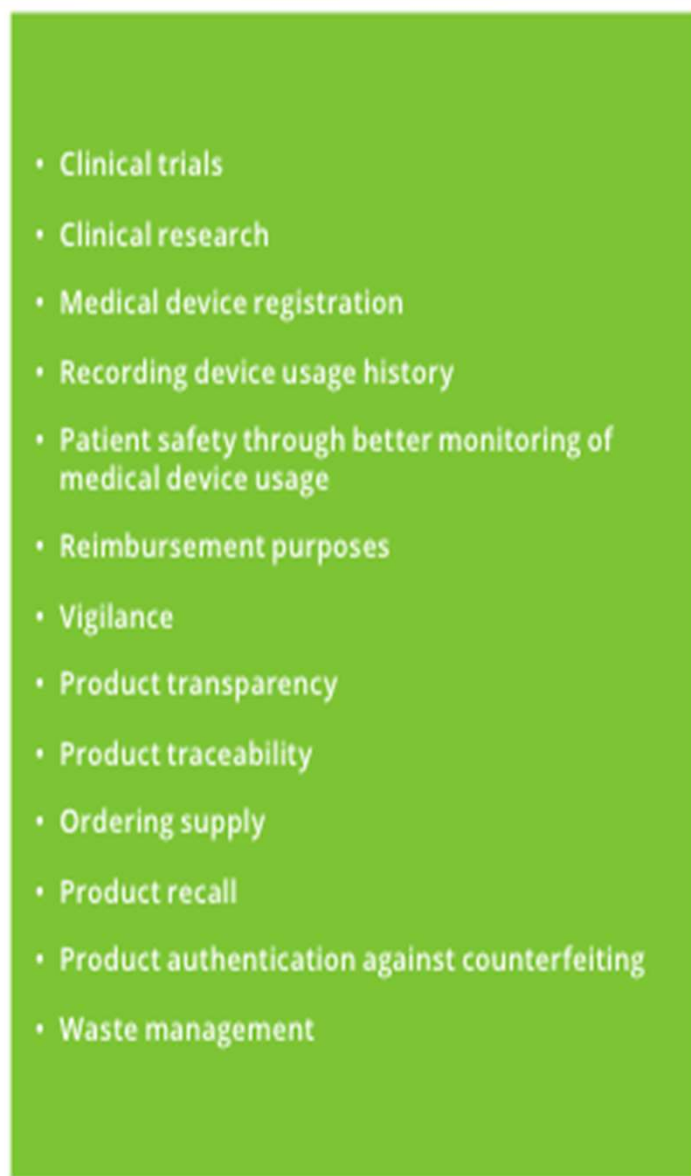 • Clinical trials
• Clinical research
• Medical device registration
• Recording device usage history
• Patient safety through better monitoring of
medical device usage
• Reimbursement purposes
• Vigilance
• Product transparency
• Product traceability
• Ordering supply
• Product recall
• Product authentication against counterfeiting
• Waste management